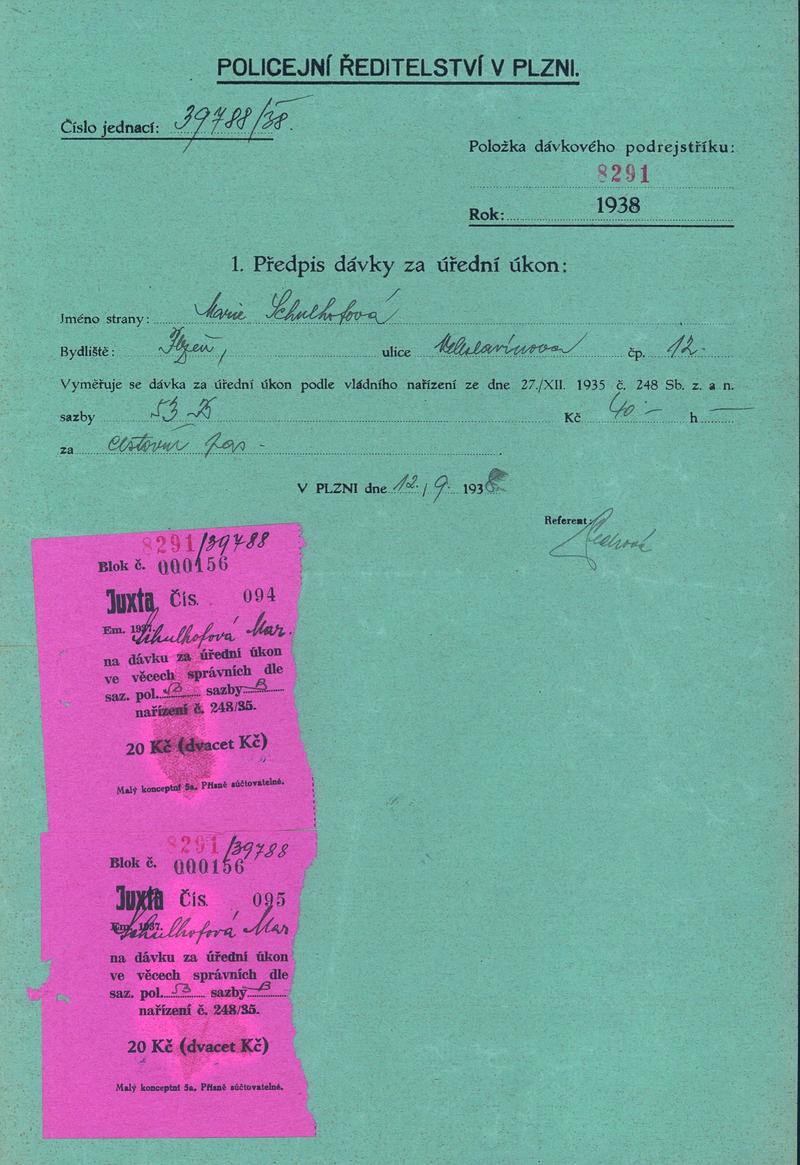 POLICEJNÍ ŘEDITELSTVÍ V PLZNI.
Číslo jednací: 39788/38.
Položka dávkového podrejstříku:
8291
Rok: 1938
1. Předpis dávky za úřední úkon:
Jméno strany: Marie Schulhofová
Bydliště: Plzeň, ulice Veleslavínova čp. 12.
Vyměřuje se dávka za úřední úkon podle vládního nařízení ze dne 27./XII. 1935 č. 248 Sb. z. a n.
sazby 53 B Kč 40 – h —
za cestovní pas -
V PLZNI dne 12. / 9. 1938
Referent:
8291/39788
Blok č. 000156
Juxta Čís. 094
Em. 1937. Schulhofová Mar.
na dávku za úřední úkon
ve věcech správních dle
saz. pol. 53 sazby B
nařízení č. 248/35.
20 Kč (dvacet Kč)
Malý konceptní 5a. Přísně súčtovatelné.
8291/39788
Blok č. 000156
Juxta Čís. 095
Em. 1937. Schulhofová Mar
na dávku za úřední úkon
ve věcech správních dle
saz. pol. 53 sazby B
nařízení č. 248/35.
20 Kč (dvacet Kč)
Malý konceptní 5a. Přísně súčtovatelné.